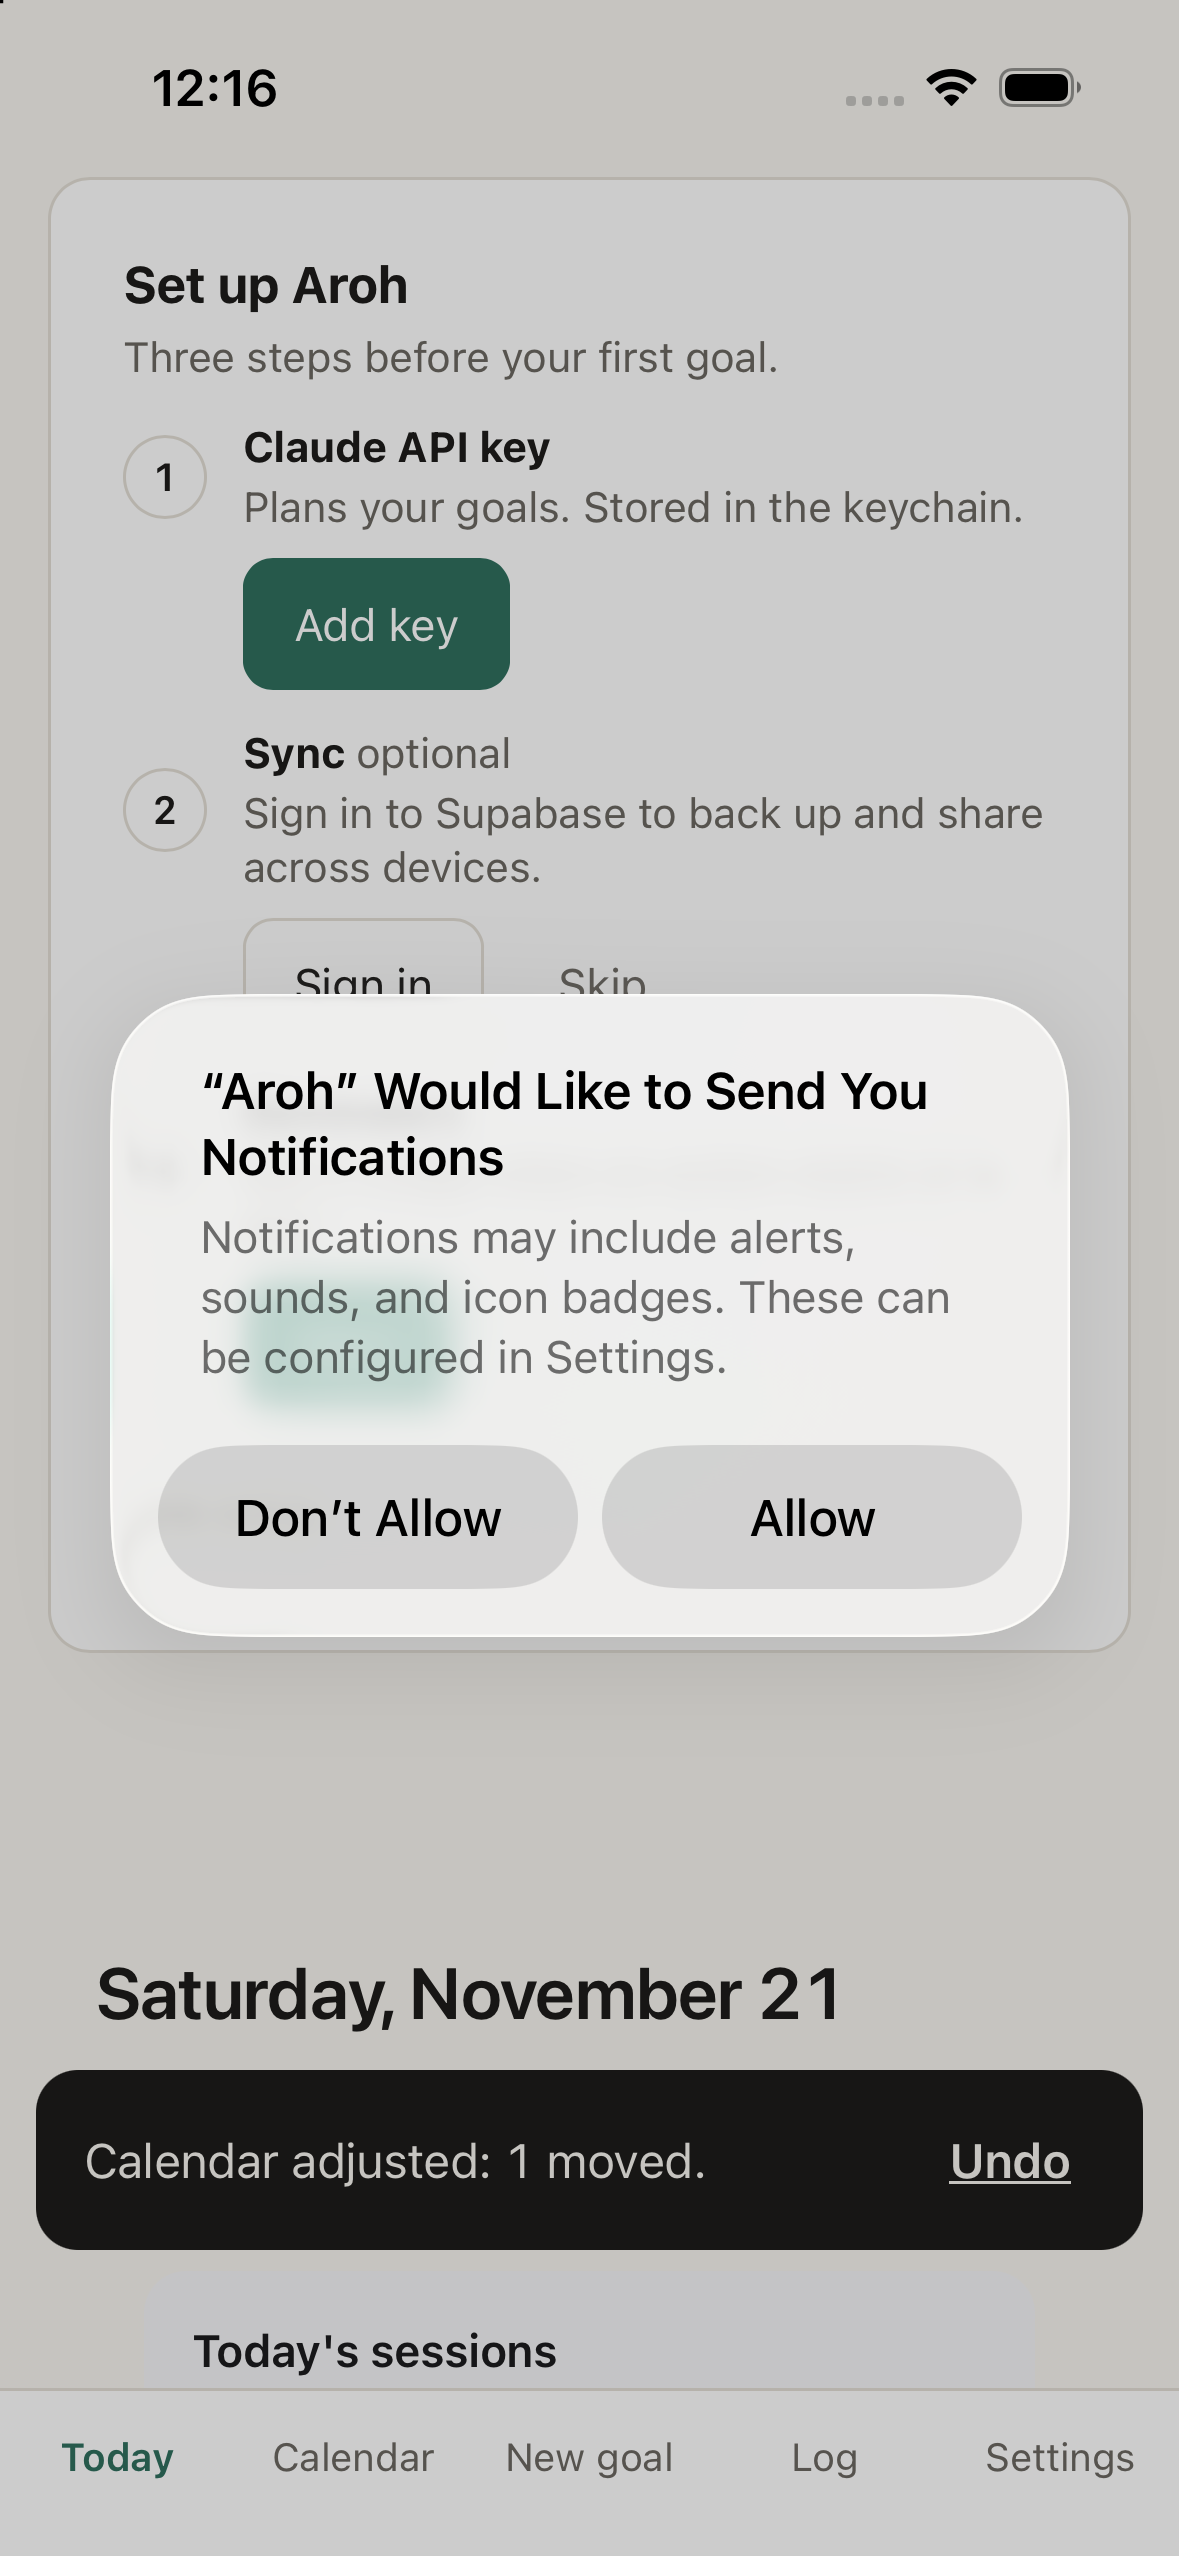 12:16
Set up Aroh
Three steps before your first goal.
1
Claude API key
Plans your goals. Stored in the keychain.
Add key
2
Sync optional
Sign in to Supabase to back up and share
across devices.
Sign in Skip
“Aroh” Would Like to Send You
Notifications
Notifications may include alerts,
sounds, and icon badges. These can
be configured in Settings.
Don’t Allow Allow
Saturday, November 21
Calendar adjusted: 1 moved. Undo
Today's sessions
Today Calendar New goal Log Settings